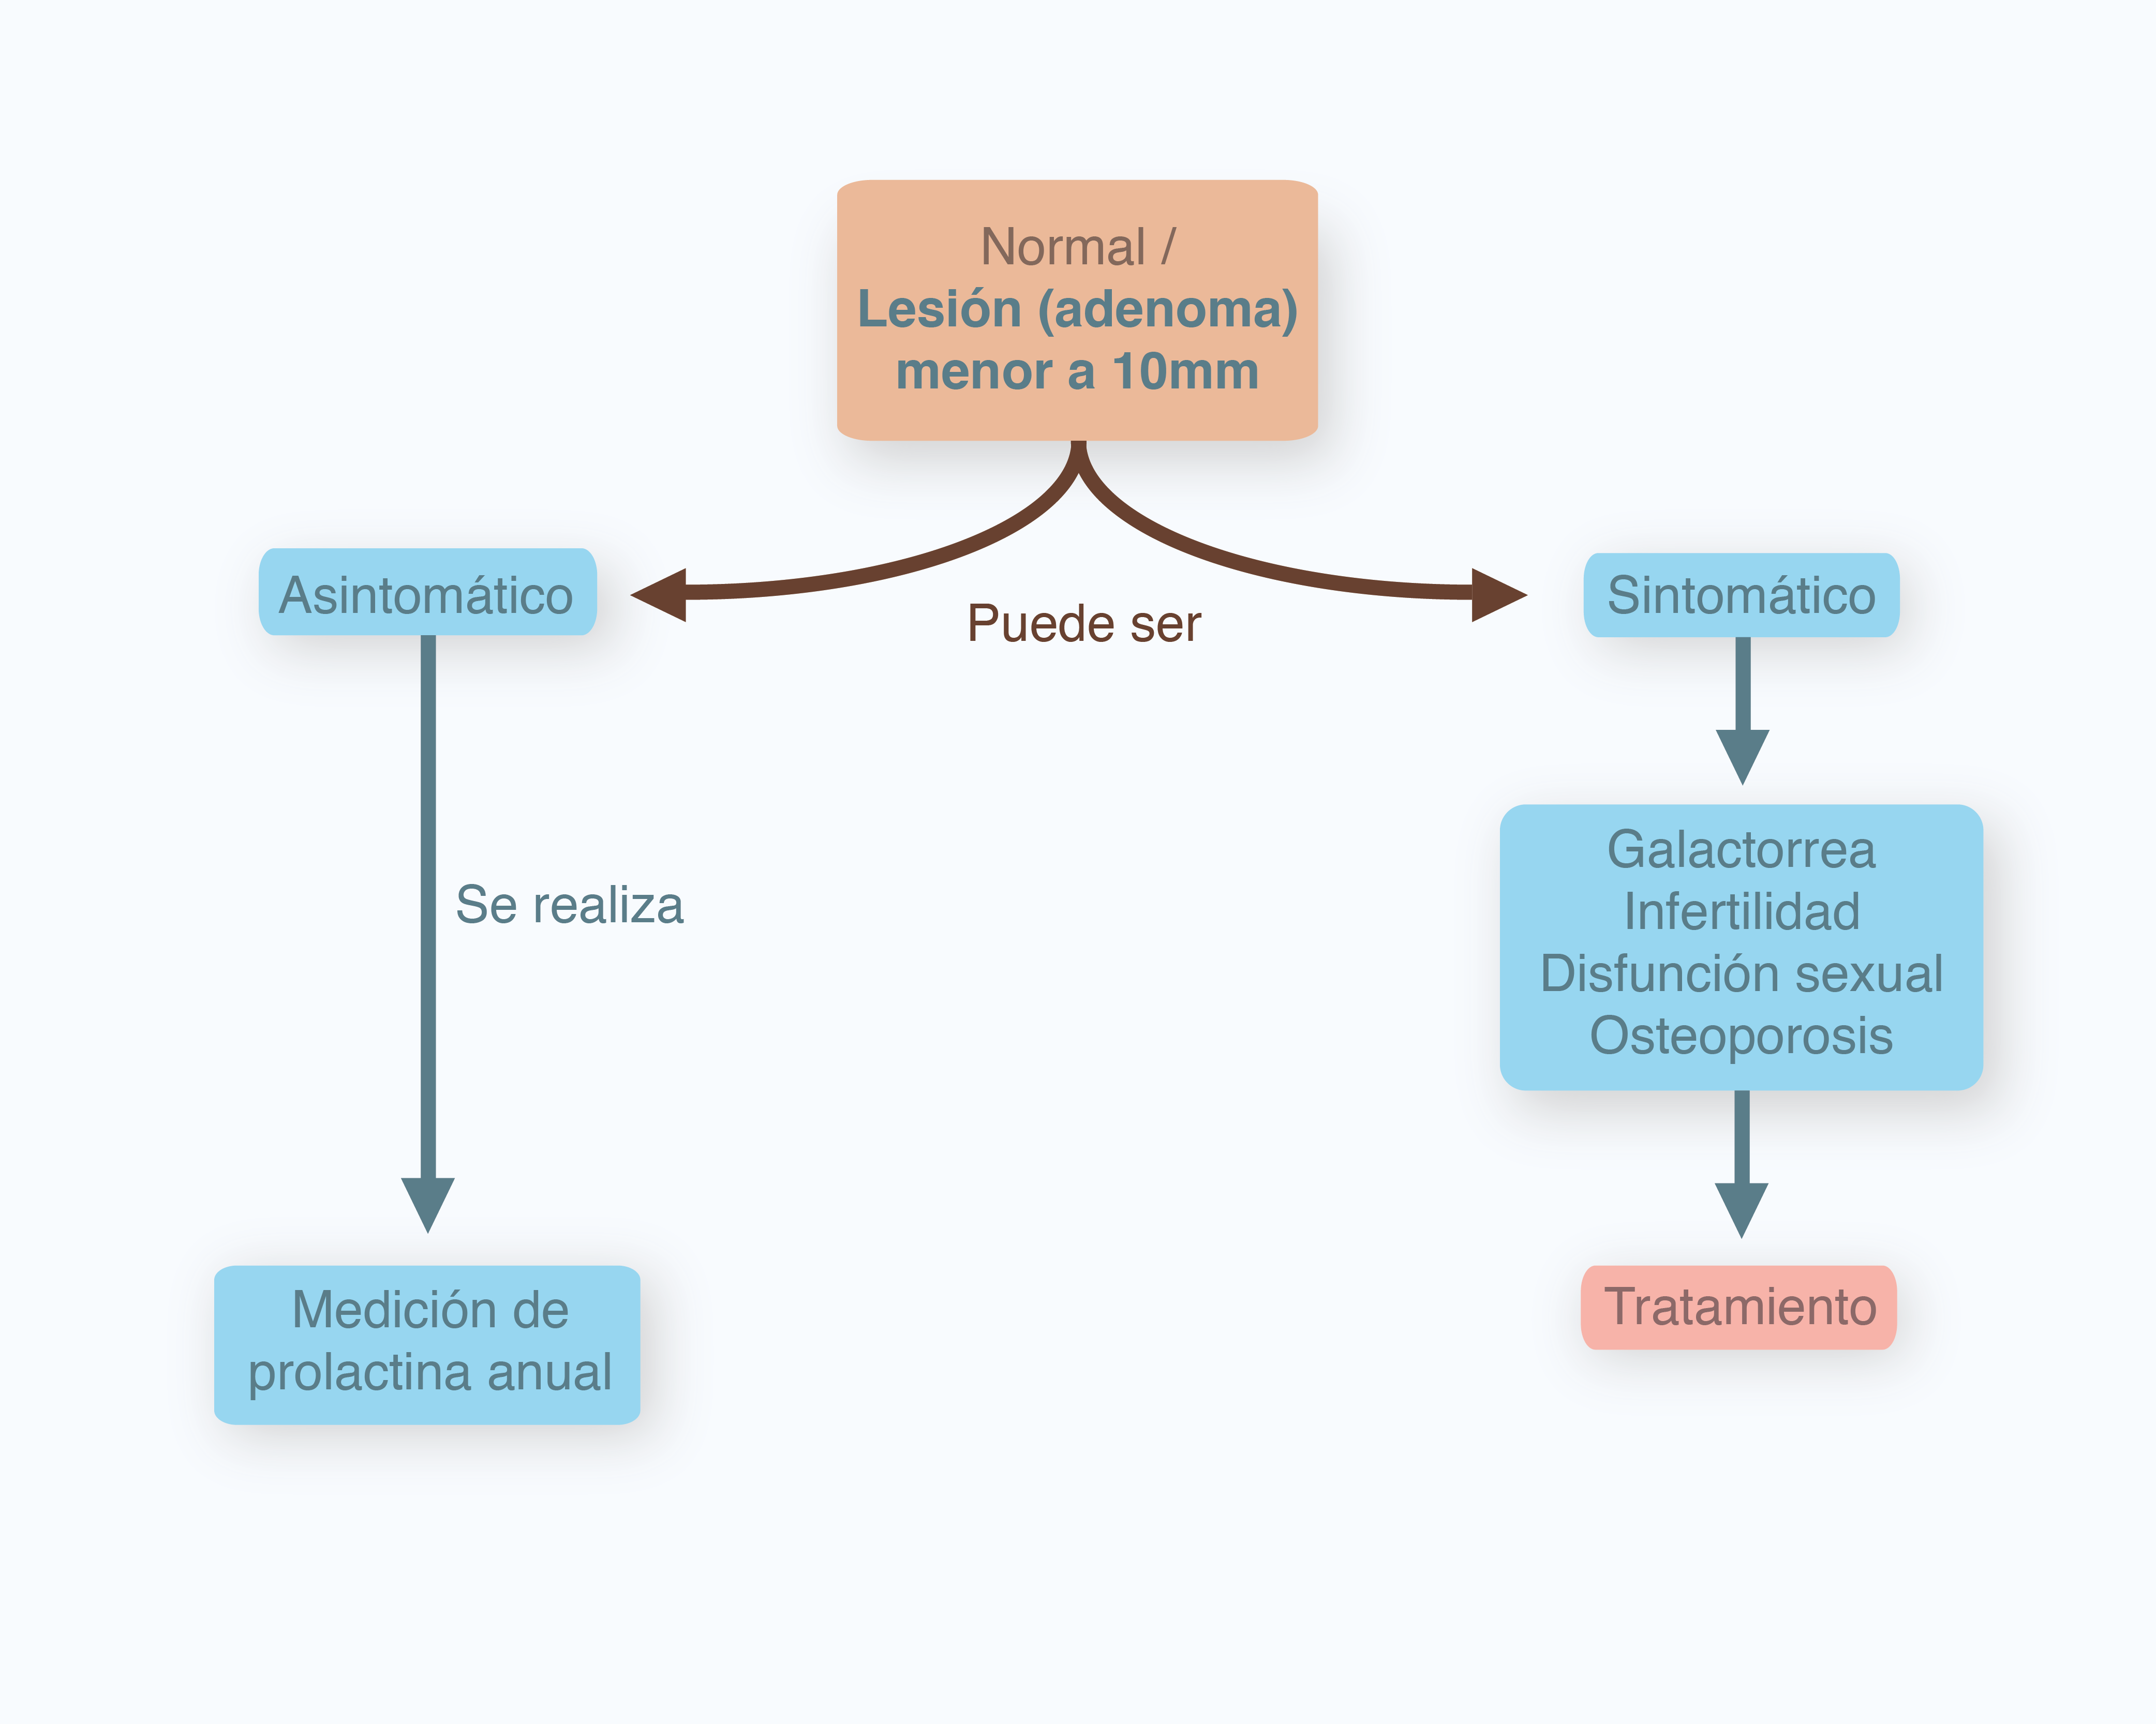 Normal /
Lesión (adenoma)
menor a 10mm
Asintomático
Puede ser
Sintomático
Se realiza
Galactorrea
Infertilidad
Disfunción sexual
Osteoporosis
Medición de
prolactina anual
Tratamiento